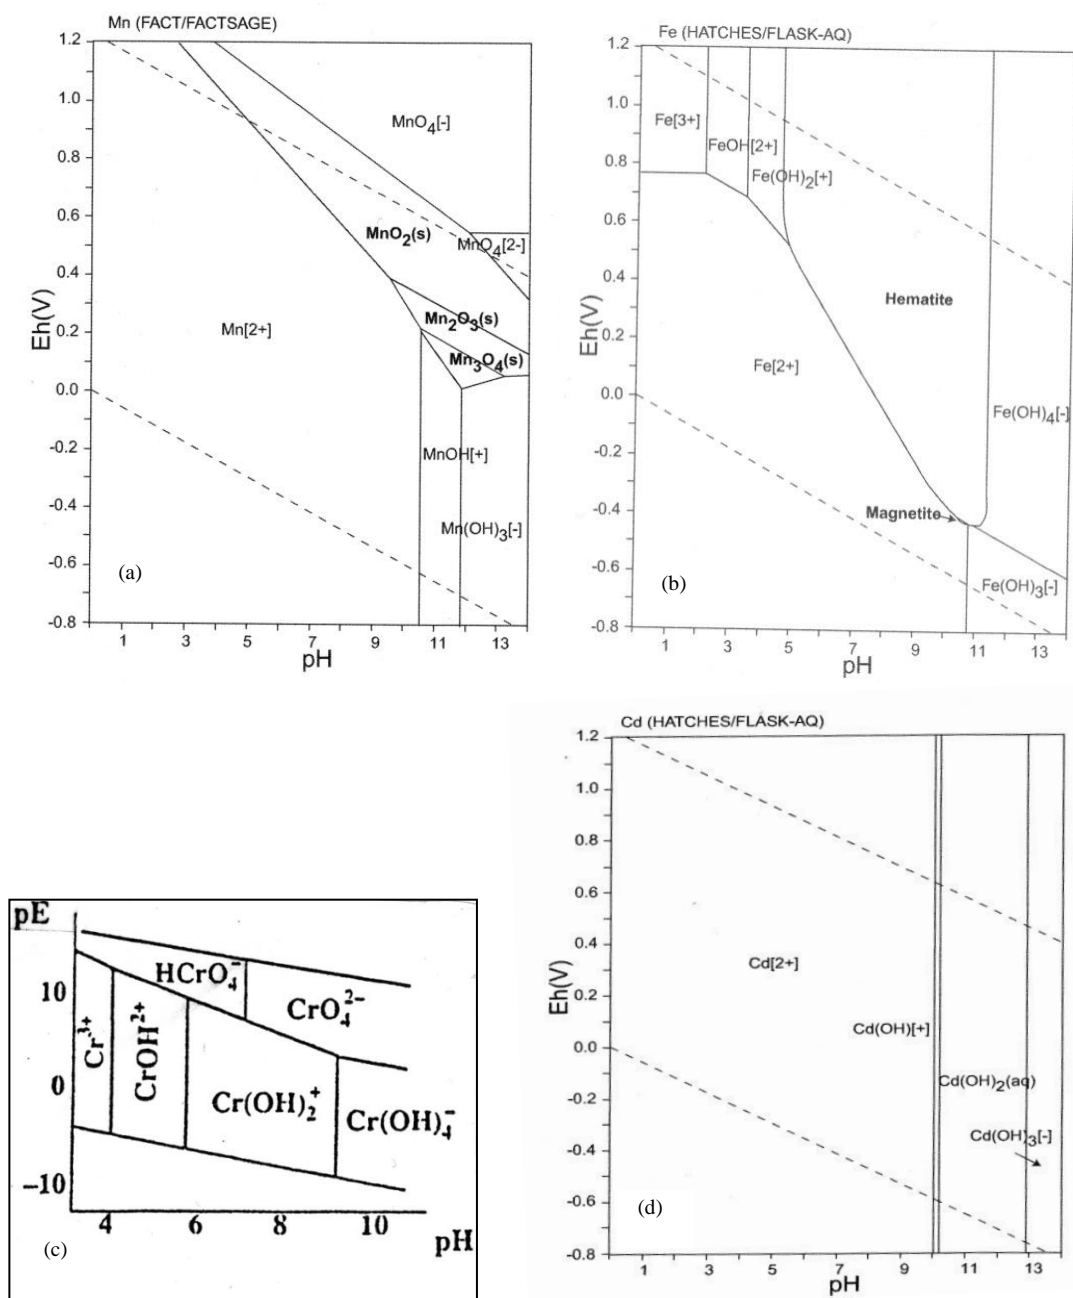 Mn (FACT/FACTSAGE)
1.2
1.0
0.8
0.6
0.4
0.2
0.0
-0.2
-0.4
-0.6
-0.8
Eh(V)
MnO4[-]
MnO2(s)
MnO4[2-]
Mn2O3(s)
Mn[2+]
Mn3O4(s)
MnOH[+]
Mn(OH)3[-]
(a)
1 3 5 7 9 11 13
pH
Fe (HATCHES/FLASK-AQ)
1.2
1.0
0.8
0.6
0.4
0.2
0.0
-0.2
-0.4
-0.6
-0.8
Eh(V)
Fe[3+]
FeOH[2+]
Fe(OH)2[+]
Hematite
Fe[2+]
Fe(OH)4[-]
Magnetite
Fe(OH)3[-]
(b)
1 3 5 7 9 11 13
pH
pE
10
0
-10
HCrO4-
CrO4 2-
Cr3+
CrOH2+
Cr(OH)2+
Cr(OH)4-
4 6 8 10
pH
(c)
Cd (HATCHES/FLASK-AQ)
1.2
1.0
0.8
0.6
0.4
0.2
0.0
-0.2
-0.4
-0.6
-0.8
Eh(V)
Cd[2+]
Cd(OH)[+]
Cd(OH)2(aq)
Cd(OH)3[-]
(d)
1 3 5 7 9 11 13
pH